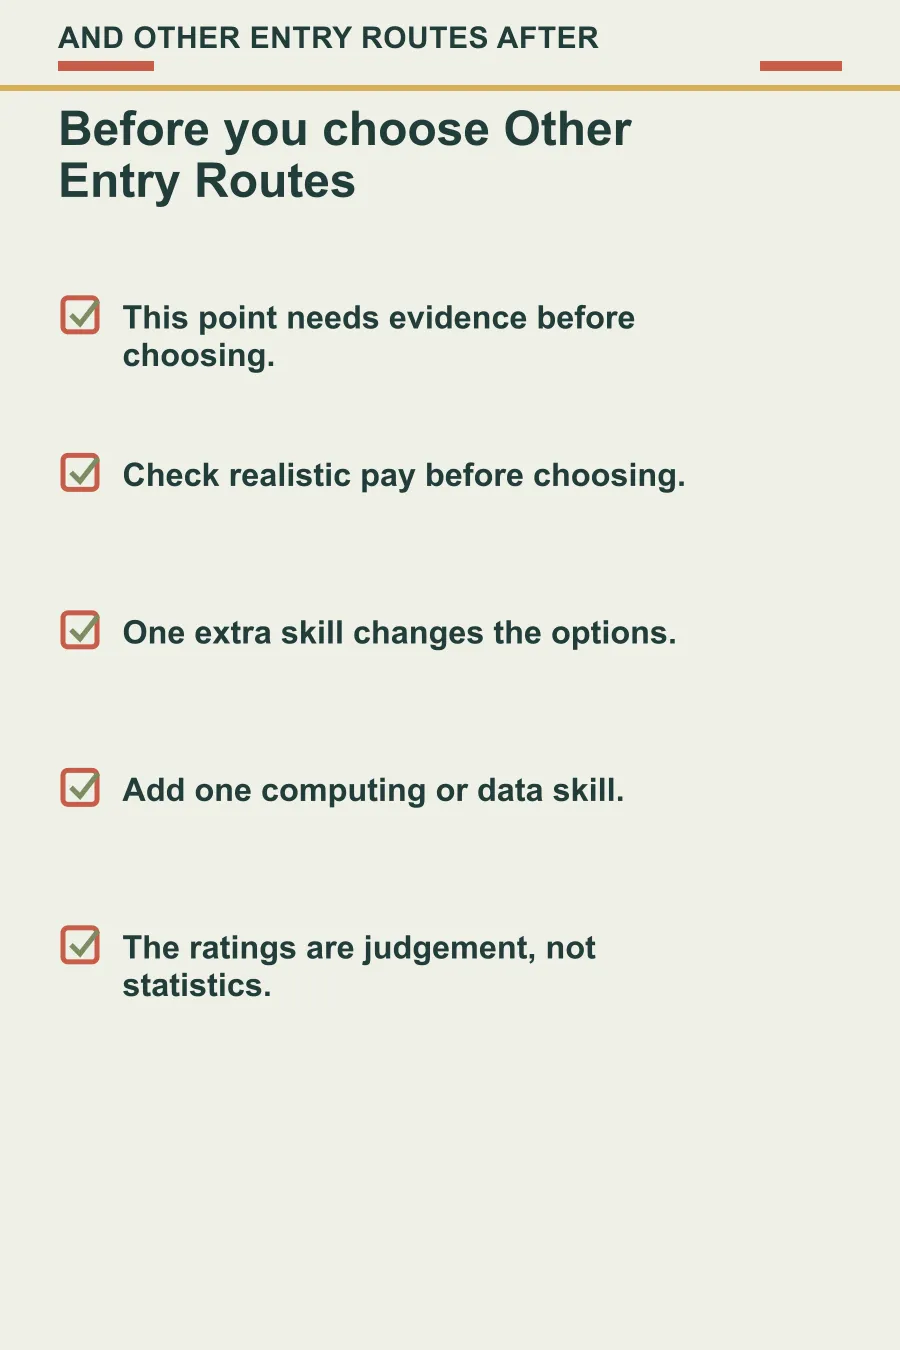 AND OTHER ENTRY ROUTES AFTER
Before you choose Other
Entry Routes
This point needs evidence before
choosing.
Check realistic pay before choosing.
One extra skill changes the options.
Add one computing or data skill.
The ratings are judgement, not
statistics.